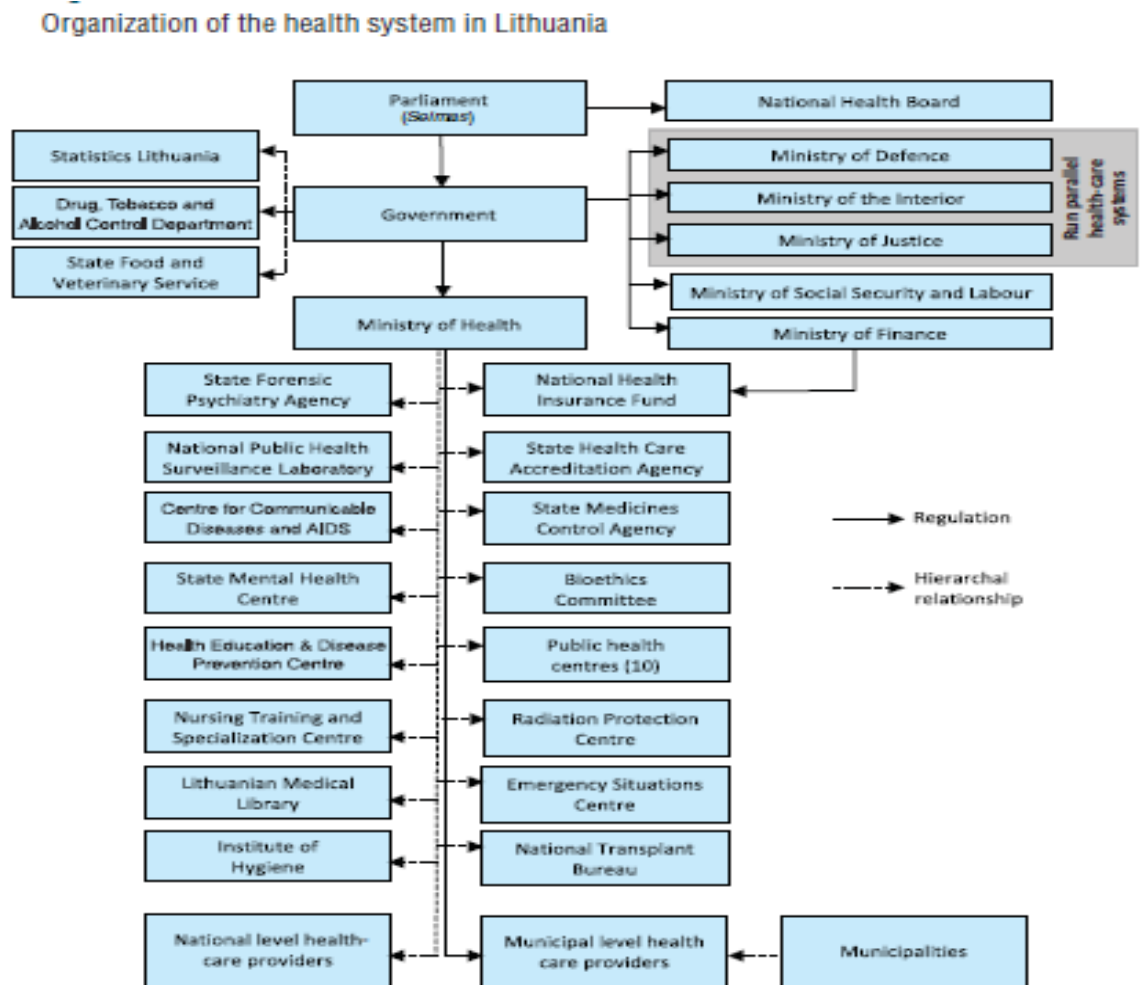 Organization of the health system in Lithuania
Parliament
(Seimas)
National Health Board
Statistics Lithuania
Drug, Tobacco and
Alcohol Control Department
State Food and
Veterinary Service
Government
Ministry of Defence
Ministry of the Interior
Ministry of Justice
Run parallel
health-care
systems
Ministry of Social Security and Labour
Ministry of Finance
Ministry of Health
State Forensic
Psychiatry Agency
National Health
Insurance Fund
National Public Health
Surveillance Laboratory
State Health Care
Accreditation Agency
Centre for Communicable
Diseases and AIDS
State Medicines
Control Agency
Regulation
State Mental Health
Centre
Bioethics
Committee
Hierarchal
relationship
Health Education & Disease
Prevention Centre
Public health
centres (10)
Nursing Training and
Specialization Centre
Radiation Protection
Centre
Lithuanian Medical
Library
Emergency Situations
Centre
Institute of
Hygiene
National Transplant
Bureau
National level health-
care providers
Municipal level health
care providers
Municipalities